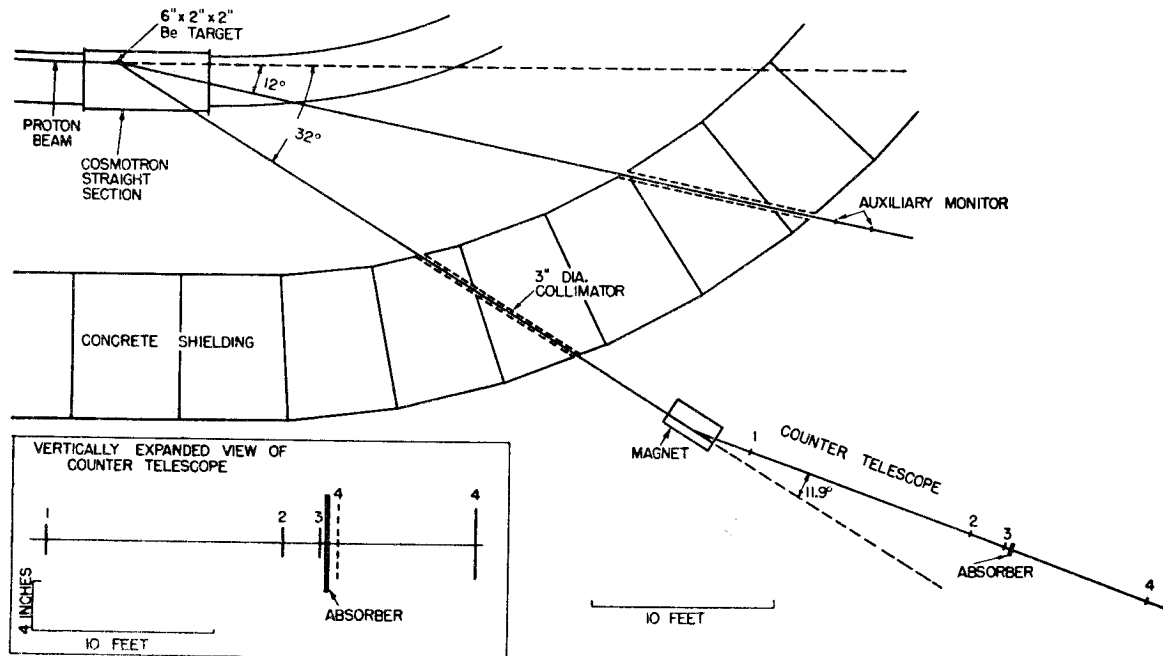 6" x 2" x 2"
Be TARGET
12°
32°
PROTON
BEAM
COSMOTRON
STRAIGHT
SECTION
AUXILIARY MONITOR
3" DIA.
COLLIMATOR
CONCRETE SHIELDING
MAGNET
1
COUNTER TELESCOPE
11.9°
2
3
ABSORBER
4
10 FEET
VERTICALLY EXPANDED VIEW OF
COUNTER TELESCOPE
1
2
3
4
4
4 INCHES
ABSORBER
10 FEET